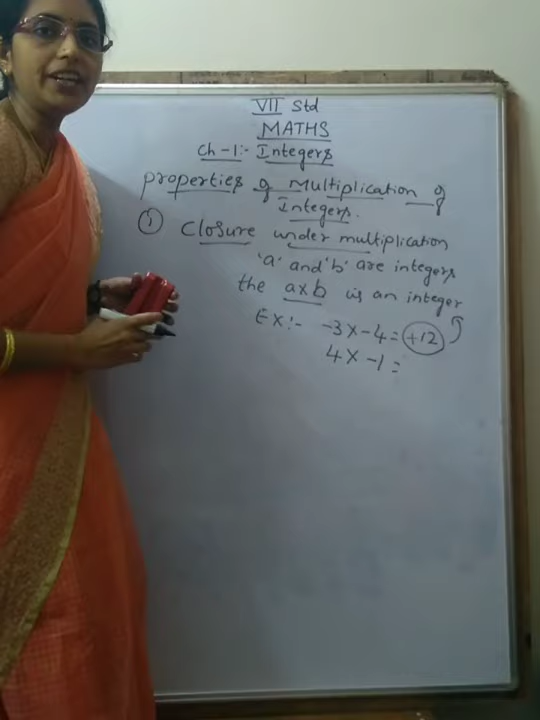 VII Std
MATHS
Ch-1:- Integers
properties of Multiplication of
Integers.
① Closure under multiplication
'a' and 'b' are integers
the a×b is an integer
EX:- -3×-4=+12
4×-1=